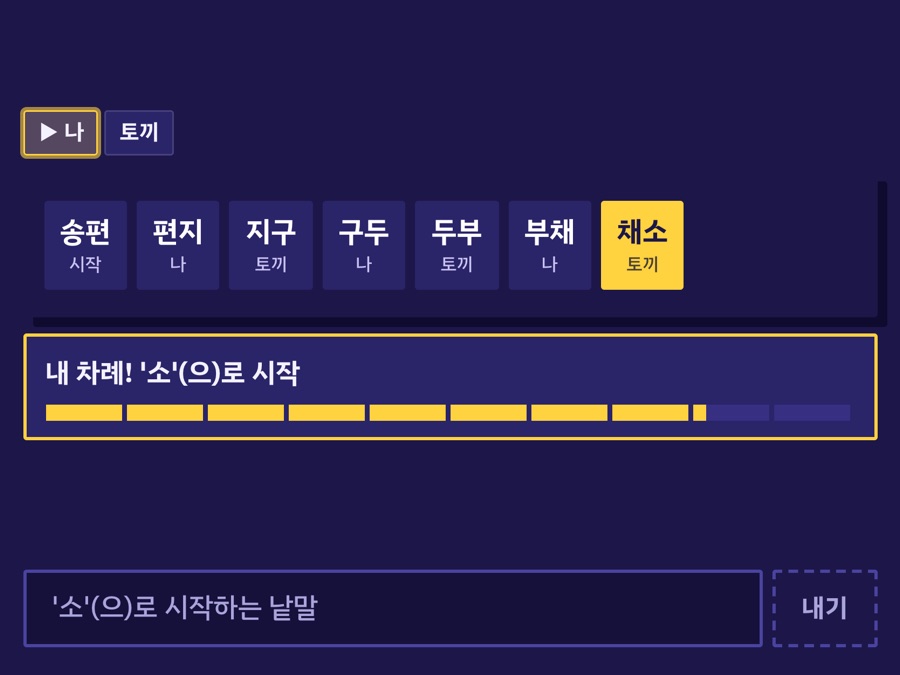 ▶ 나 토끼
송편 편지 지구 구두 두부 부채 채소
시작 나 토끼 나 토끼 나 토끼
내 차례! '소'(으)로 시작
'소'(으)로 시작하는 낱말 내기